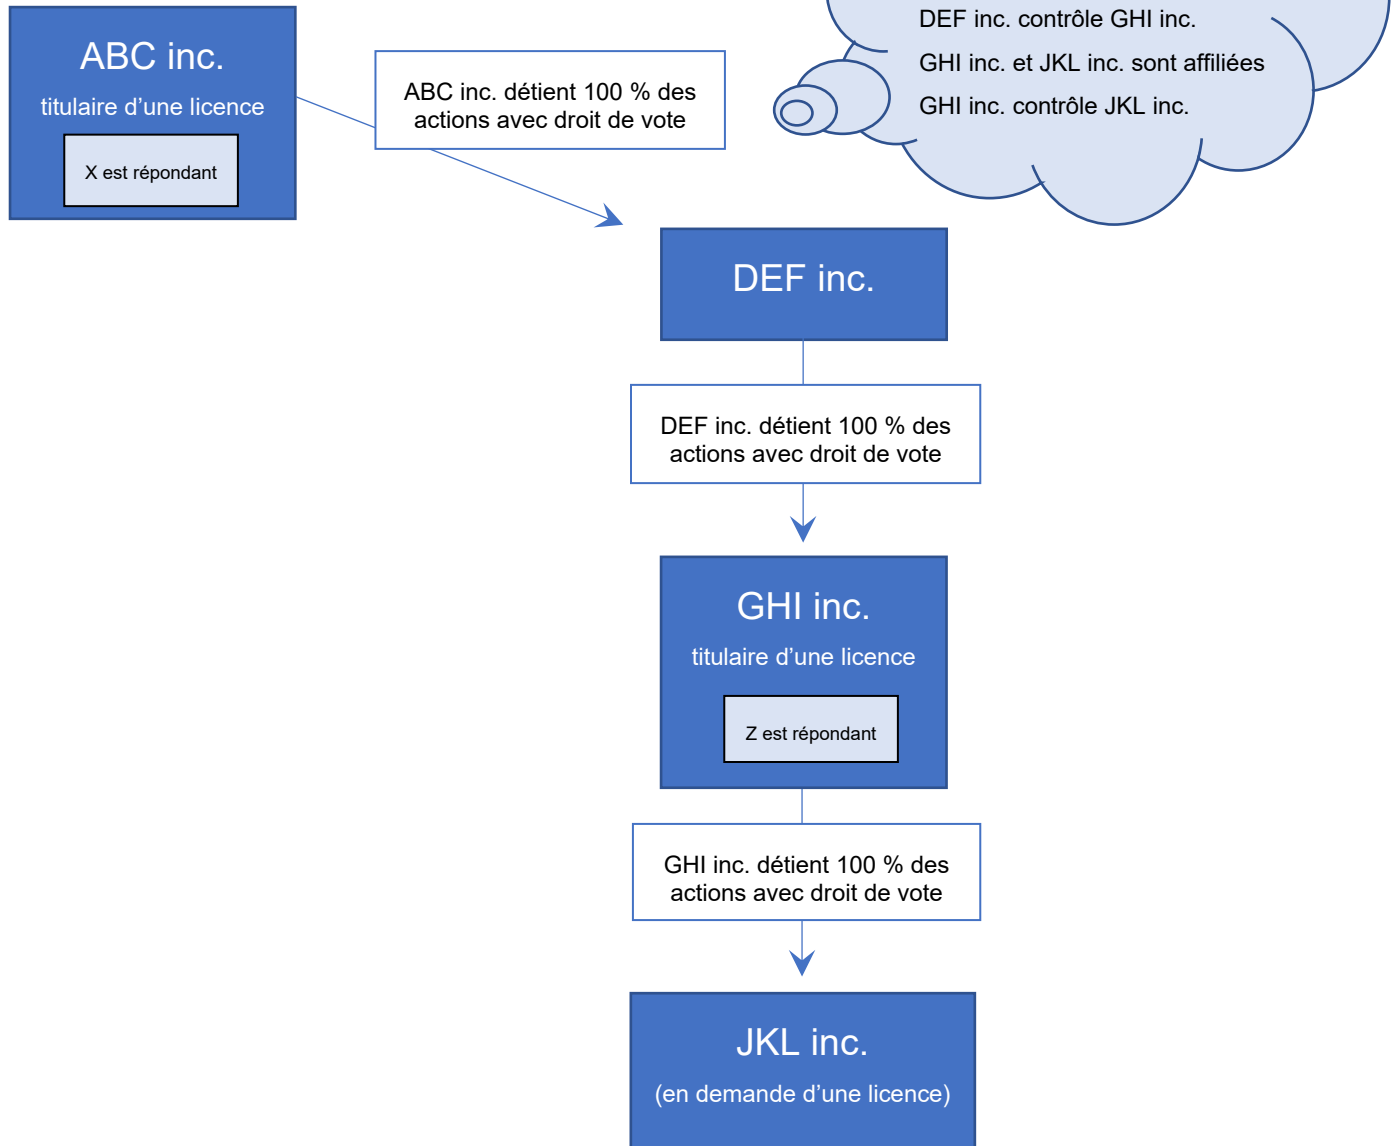 ABC inc.
titulaire d’une licence
X est répondant
ABC inc. détient 100 % des
actions avec droit de vote
DEF inc. contrôle GHI inc.
GHI inc. et JKL inc. sont affiliées
GHI inc. contrôle JKL inc.
DEF inc.
DEF inc. détient 100 % des
actions avec droit de vote
GHI inc.
titulaire d’une licence
Z est répondant
GHI inc. détient 100 % des
actions avec droit de vote
JKL inc.
(en demande d’une licence)